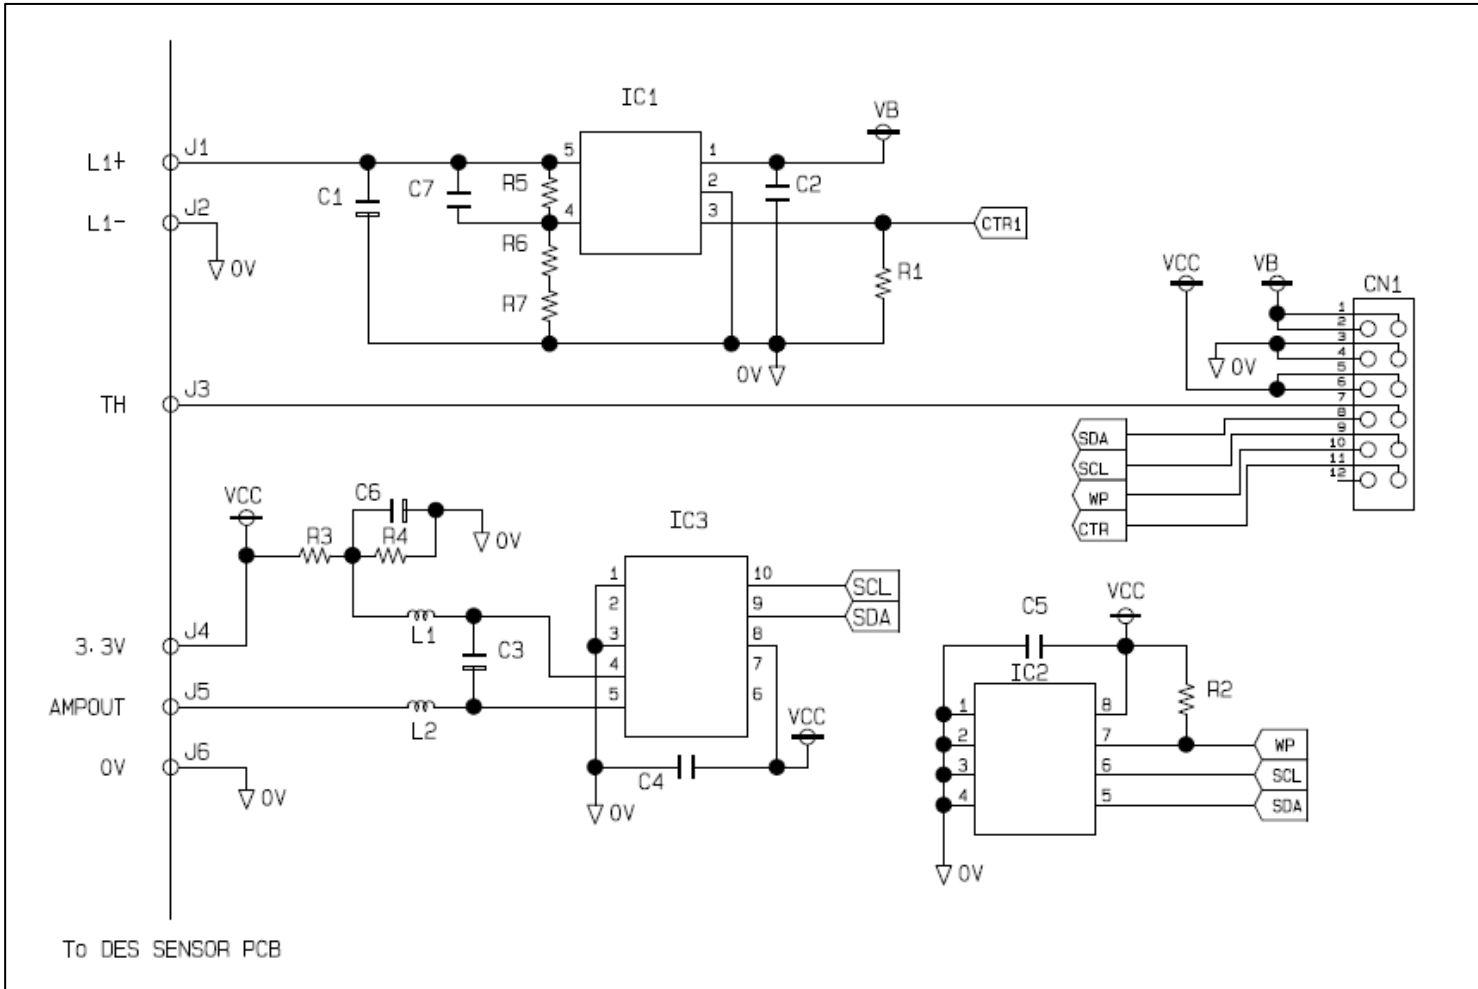 IC1
VB
L1+ J1 5 1
C1 C7 R5 2 C2
L1- J2 4 3 CTR1
0V R6 R1
R7
VCC VB CN1
1
2
3
4
5
6
7
8
9
10
11
12
0V
0V
TH J3
SDA
SCL
WP
CTR
VCC C6
R3 R4 0V
IC3
1 10 SCL
2 9 SDA
3 8
4 7
5 6
L1 C3
3.3V J4
AMPOUT J5
L2
VCC
0V J6
C4
0V
0V
C5 VCC
IC2
R2
1 8
2 7 WP
3 6 SCL
4 5 SDA
0V
To DES SENSOR PCB